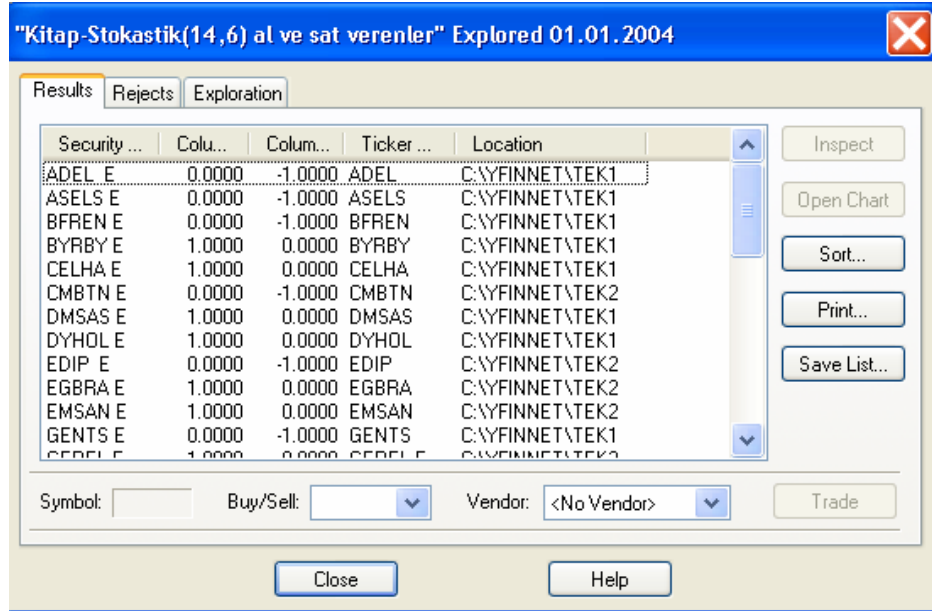 "Kitap-Stokastik(14,6) al ve sat verenler" Explored 01.01.2004
Results Rejects Exploration
Security ... Colu... Colum... Ticker ... Location
ADEL E 0.0000 -1.0000 ADEL C:\YFINNET\TEK1
ASELS E 0.0000 -1.0000 ASELS C:\YFINNET\TEK1
BFREN E 0.0000 -1.0000 BFREN C:\YFINNET\TEK1
BYRBY E 1.0000 0.0000 BYRBY C:\YFINNET\TEK1
CELHA E 1.0000 0.0000 CELHA C:\YFINNET\TEK1
CMBTN E 0.0000 -1.0000 CMBTN C:\YFINNET\TEK2
DMSAS E 1.0000 0.0000 DMSAS C:\YFINNET\TEK1
DYHOL E 1.0000 0.0000 DYHOL C:\YFINNET\TEK1
EDIP E 0.0000 -1.0000 EDIP C:\YFINNET\TEK2
EGBRA E 1.0000 0.0000 EGBRA C:\YFINNET\TEK2
EMSAN E 1.0000 0.0000 EMSAN C:\YFINNET\TEK2
GENTS E 0.0000 -1.0000 GENTS C:\YFINNET\TEK1
Inspect
Open Chart
Sort...
Print...
Save List...
Symbol: Buy/Sell: Vendor: <No Vendor> Trade
Close Help